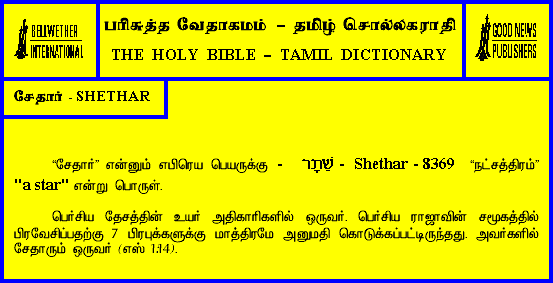 BELLWETHER
INTERNATIONAL
பரிசுத்த வேதாகமம் – தமிழ் சொல்லகராதி
THE HOLY BIBLE – TAMIL DICTIONARY
GOOD NEWS
PUBLISHERS
சேதார் - SHETHAR
“சேதார்” என்னும் எபிரெய பெயருக்கு - שֵׁתָר - Shethar - 8369 “நட்சத்திரம்”
"a star" என்று பொருள்.
பெர்சிய தேசத்தின் உயர் அதிகாரிகளில் ஒருவர். பெர்சிய ராஜாவின் சமூகத்தில்
பிரவேசிப்பதற்கு 7 பிரபுக்களுக்கு மாத்திரமே அனுமதி கொடுக்கப்பட்டிருந்தது. அவர்களில்
சேதாரும் ஒருவர் (எஸ் 1:14).